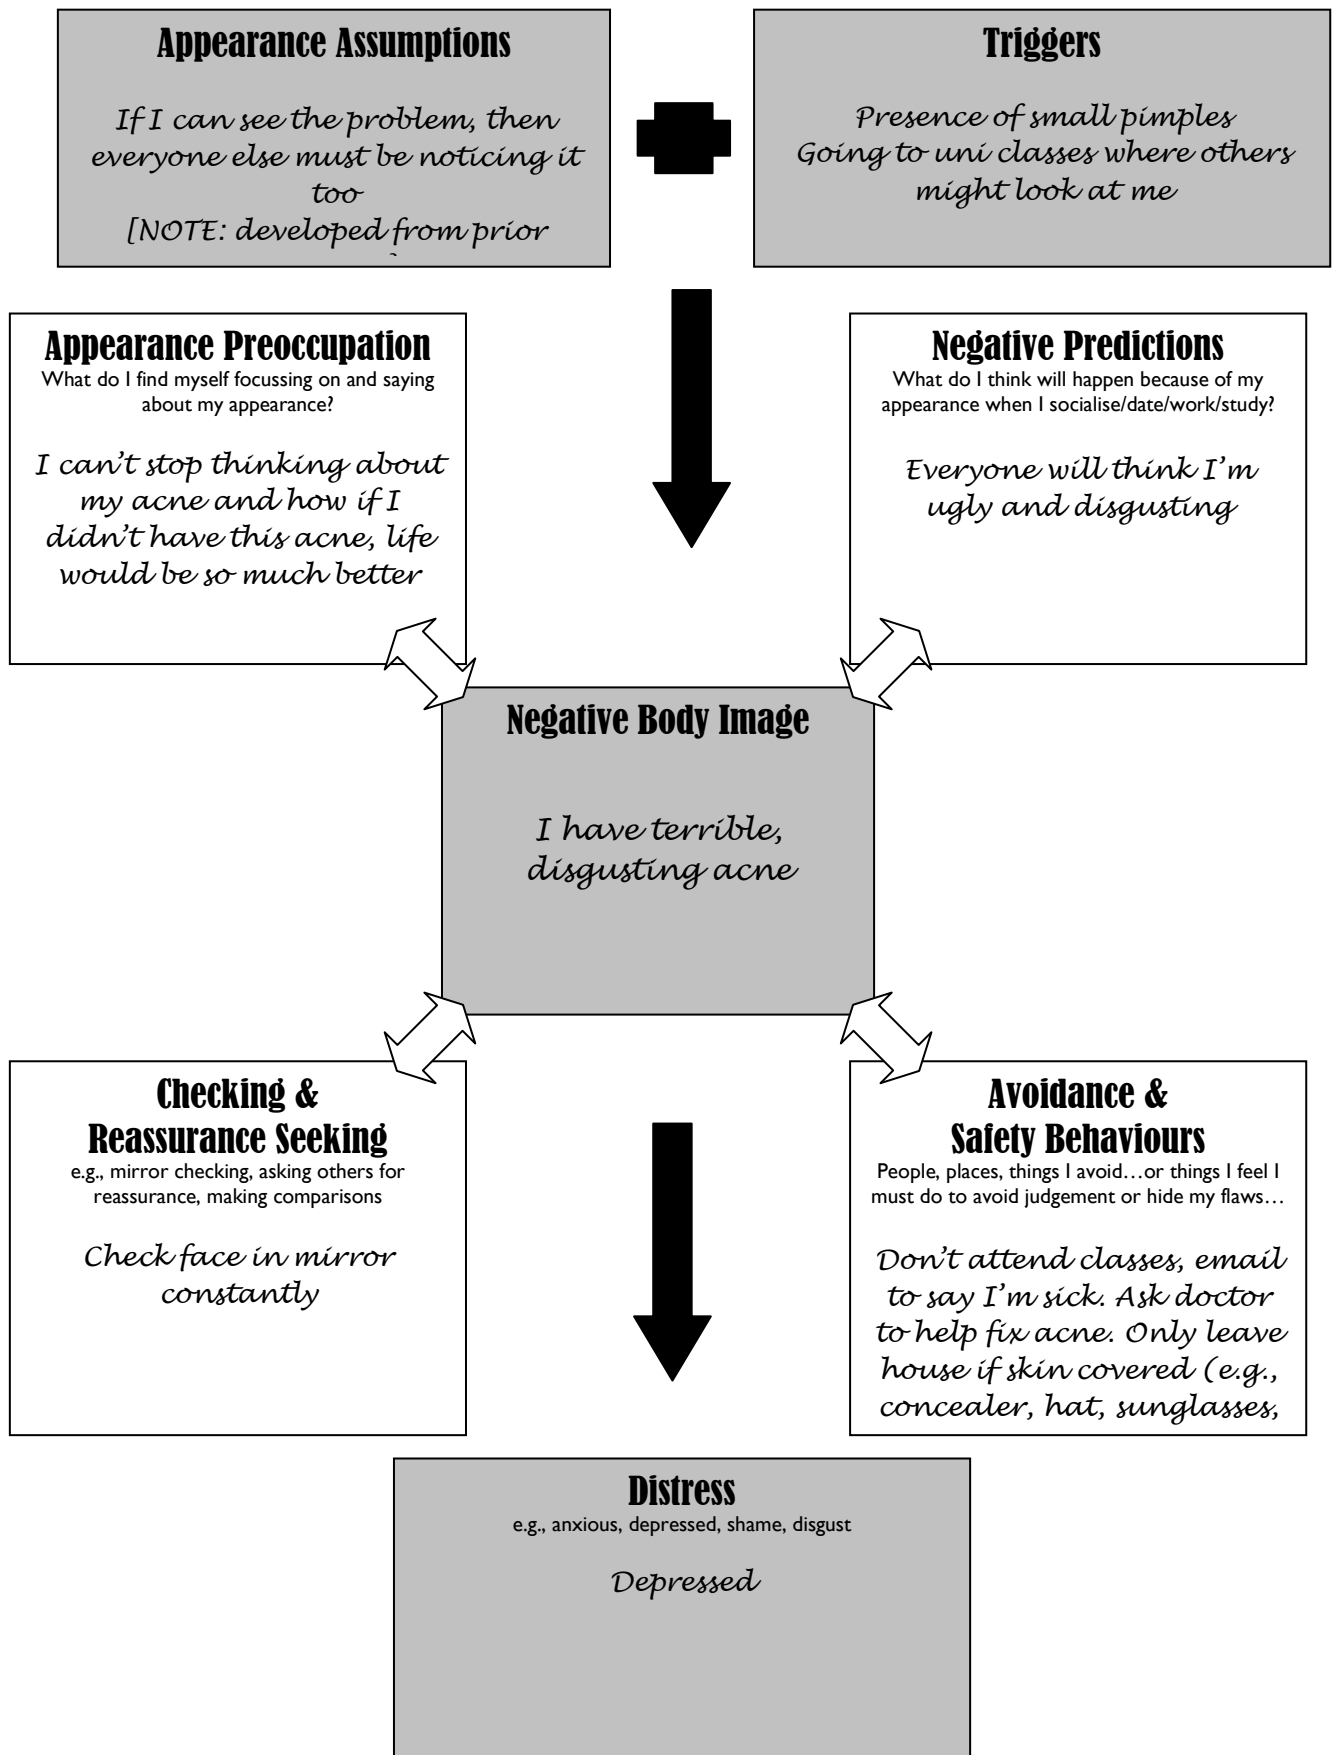 Appearance Assumptions
If I can see the problem, then
everyone else must be noticing it
too
[NOTE: developed from prior
Triggers
Presence of small pimples
Going to uni classes where others
might look at me
Appearance Preoccupation
What do I find myself focussing on and saying
about my appearance?
I can't stop thinking about
my acne and how if I
didn't have this acne, life
would be so much better
Negative Predictions
What do I think will happen because of my
appearance when I socialise/date/work/study?
Everyone will think I'm
ugly and disgusting
Negative Body Image
I have terrible,
disgusting acne
Checking &
Reassurance Seeking
e.g., mirror checking, asking others for
reassurance, making comparisons
Check face in mirror
constantly
Avoidance &
Safety Behaviours
People, places, things I avoid…or things I feel I
must do to avoid judgement or hide my flaws…
Don't attend classes, email
to say I'm sick. Ask doctor
to help fix acne. Only leave
house if skin covered (e.g.,
concealer, hat, sunglasses,
Distress
e.g., anxious, depressed, shame, disgust
Depressed